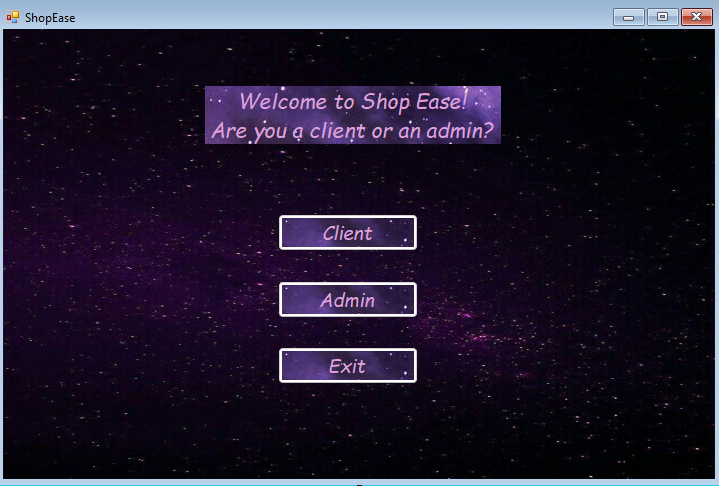 ShopEase
Welcome to Shop Ease!
Are you a client or an admin?
Client
Admin
Exit